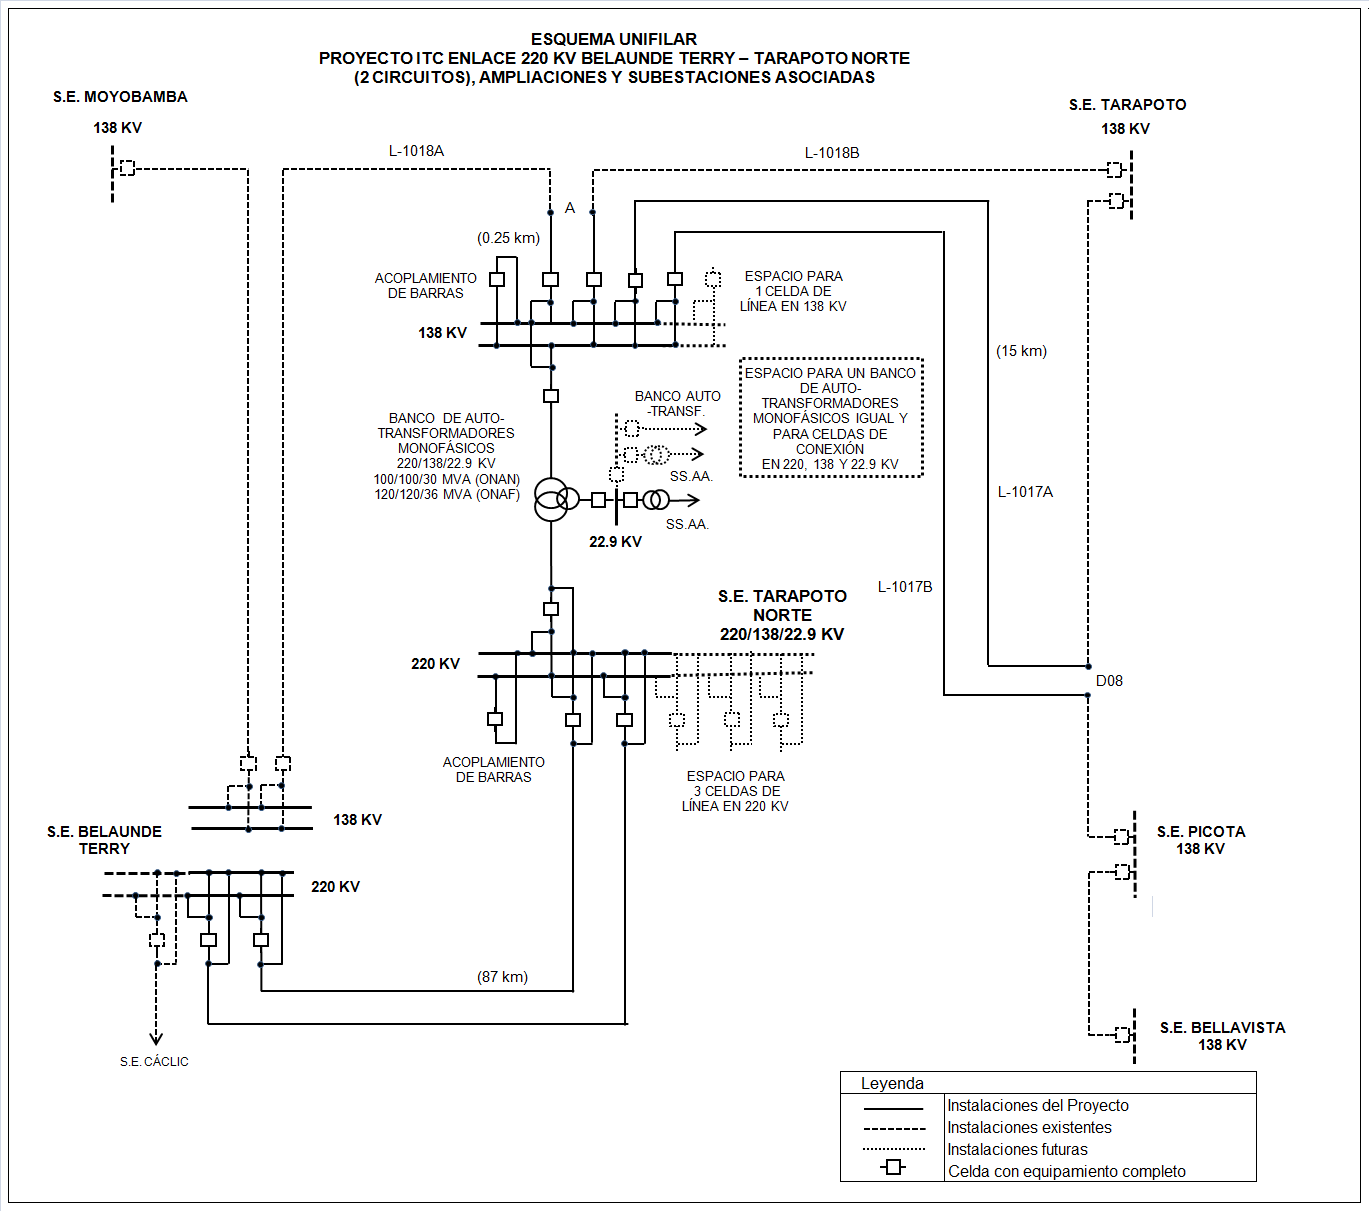 ESQUEMA UNIFILAR
PROYECTO ITC ENLACE 220 KV BELAUNDE TERRY – TARAPOTO NORTE
(2 CIRCUITOS), AMPLIACIONES Y SUBESTACIONES ASOCIADAS
S.E. MOYOBAMBA
138 KV
S.E. TARAPOTO
138 KV
L-1018A
L-1018B
A
(0.25 km)
ACOPLAMIENTO
DE BARRAS
138 KV
ESPACIO PARA
1 CELDA DE
LÍNEA EN 138 KV
(15 km)
ESPACIO PARA UN BANCO
DE AUTO-
TRANSFORMADORES
MONOFÁSICOS IGUAL Y
PARA CELDAS DE
CONEXIÓN
EN 220, 138 Y 22.9 KV
BANCO AUTO
-TRANSF.
BANCO DE AUTO-
TRANSFORMADORES
MONOFÁSICOS
220/138/22.9 KV
100/100/30 MVA (ONAN)
120/120/36 MVA (ONAF)
SS.AA.
SS.AA.
22.9 KV
L-1017A
L-1017B
S.E. TARAPOTO
NORTE
220/138/22.9 KV
220 KV
D08
ACOPLAMIENTO
DE BARRAS
ESPACIO PARA
3 CELDAS DE
LÍNEA EN 220 KV
138 KV
S.E. BELAUNDE
TERRY
220 KV
S.E. PICOTA
138 KV
(87 km)
S.E. CÁCLIC
S.E. BELLAVISTA
138 KV
Leyenda
Instalaciones del Proyecto
Instalaciones existentes
Instalaciones futuras
Celda con equipamiento completo